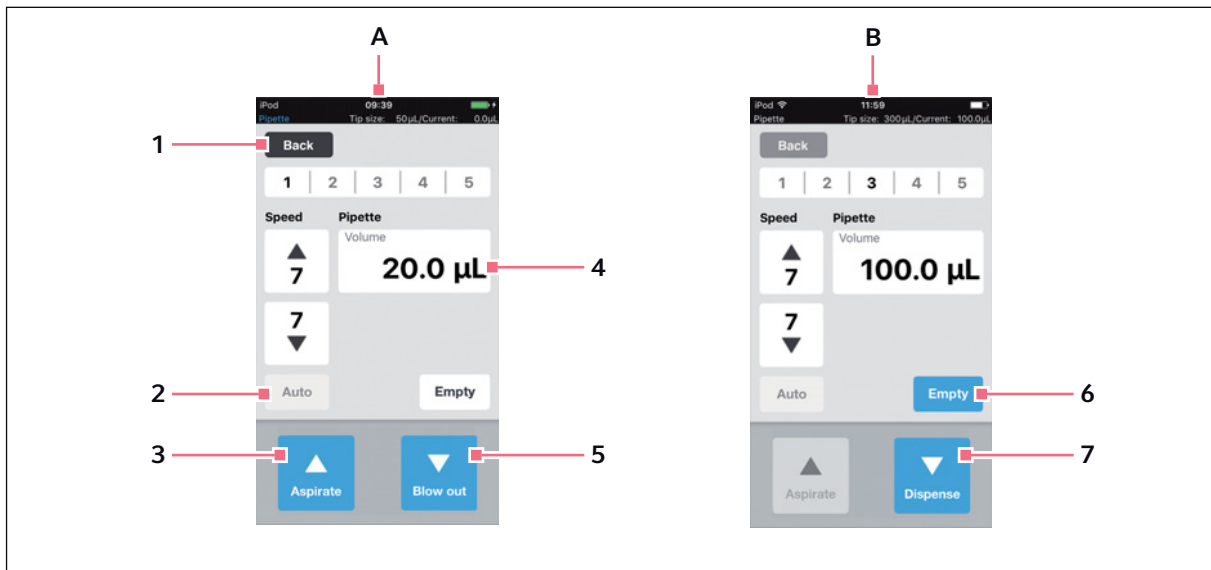 A
B
iPod 09:39
Pipette Tip size: 50µL/Current: 0.0µL
1
Back
1 2 3 4 5
Speed Pipette
Volume
7
20.0 µL
4
7
2
Auto
Empty
3
Aspirate
Blow out
5
iPod 11:59
Pipette Tip size: 300µL/Current: 100.0µL
Back
1 2 3 4 5
Speed Pipette
Volume
7
100.0 µL
7
Auto
Empty
6
Aspirate
Dispense
7